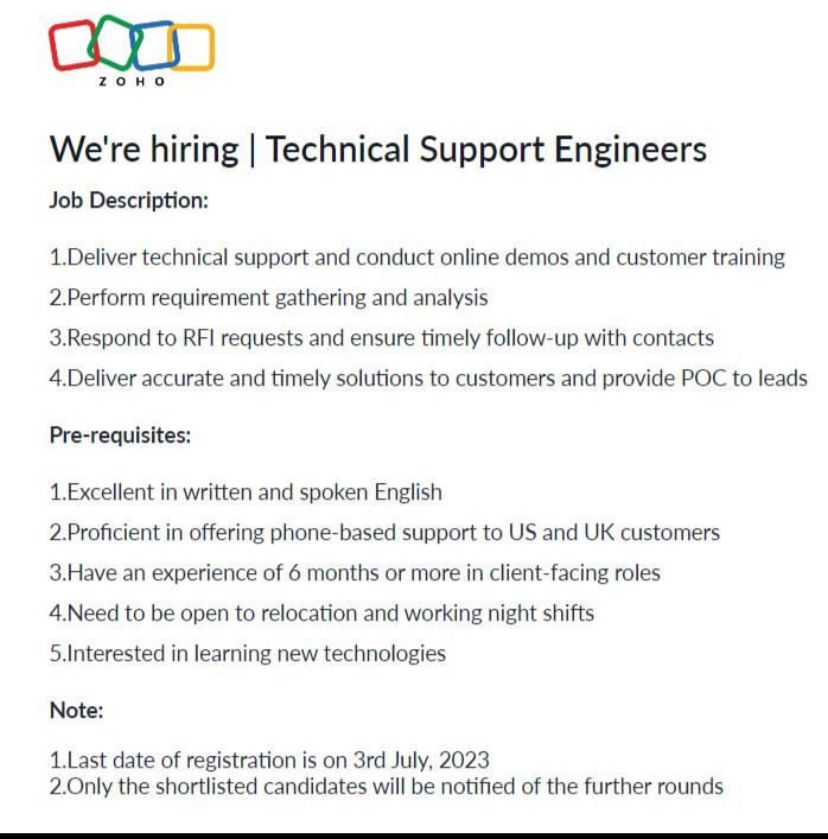 ZOHO
We're hiring | Technical Support Engineers
Job Description:
1.Deliver technical support and conduct online demos and customer training
2.Perform requirement gathering and analysis
3.Respond to RFI requests and ensure timely follow-up with contacts
4.Deliver accurate and timely solutions to customers and provide POC to leads
Pre-requisites:
1.Excellent in written and spoken English
2.Proficient in offering phone-based support to US and UK customers
3.Have an experience of 6 months or more in client-facing roles
4.Need to be open to relocation and working night shifts
5.Interested in learning new technologies
Note:
1.Last date of registration is on 3rd July, 2023
2.Only the shortlisted candidates will be notified of the further rounds